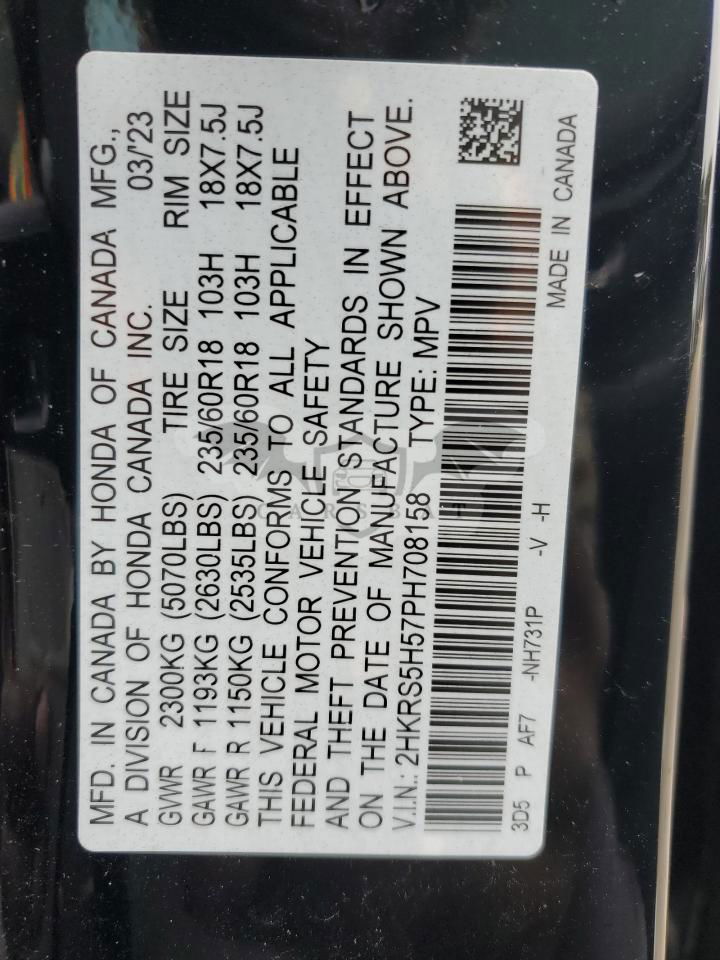 MFD. IN CANADA BY HONDA OF CANADA MFG.,
A DIVISION OF HONDA CANADA INC. 03/'23
GVWR 2300KG (5070LBS) TIRE SIZE RIM SIZE
GAWR F 1193KG (2630LBS) 235/60R18 103H 18X7.5J
GAWR R 1150KG (2535LBS) 235/60R18 103H 18X7.5J
THIS VEHICLE CONFORMS TO ALL APPLICABLE
FEDERAL MOTOR VEHICLE SAFETY
AND THEFT PREVENTION STANDARDS IN EFFECT
ON THE DATE OF MANUFACTURE SHOWN ABOVE.
V.I.N.: 2HKRS5H57PH708158 TYPE: MPV
3D5 P AF7 -NH731P -V -H
MADE IN CANADA
CARSBAT